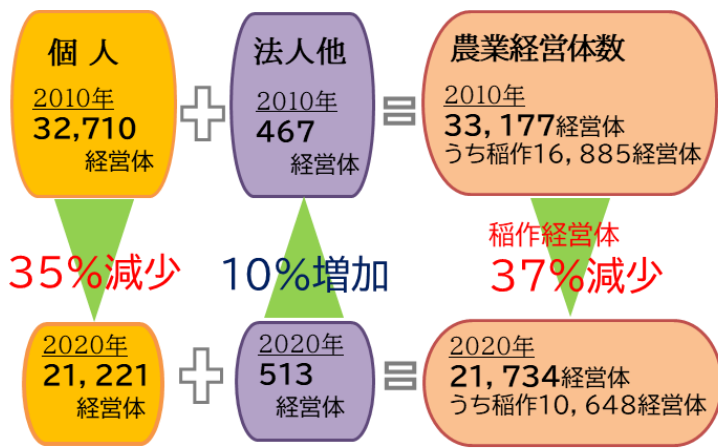 個 人
2010年
32,710
経営体
法人他
2010年
467
経営体
農業経営体数
2010年
33,177経営体
うち稲作16,885経営体
35%減少
10%増加
稲作経営体
37%減少
2020年
21,221
経営体
2020年
513
経営体
2020年
21,734経営体
うち稲作10,648経営体